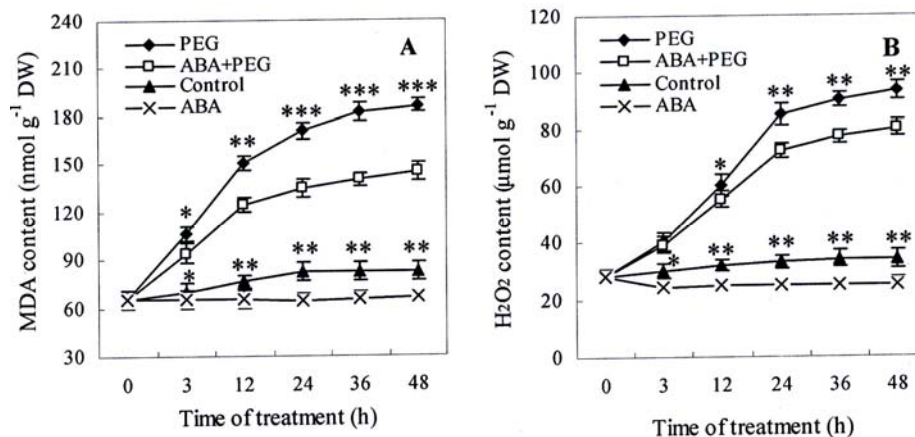 MDA content (nmol g⁻¹ DW)
240
210
180
150
120
90
60
30
PEG
ABA+PEG
Control
ABA
A
*
**
***
***
***
*
**
**
**
**
0 3 12 24 36 48
Time of treatment (h)
H₂O₂ content (μmol g⁻¹ DW)
120
100
80
60
40
20
0
PEG
ABA+PEG
Control
ABA
B
*
**
**
**
*
**
**
**
**
0 3 12 24 36 48
Time of treatment (h)